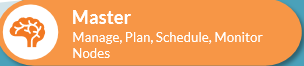 Master
Manage, Plan, Schedule, Monitor
Nodes